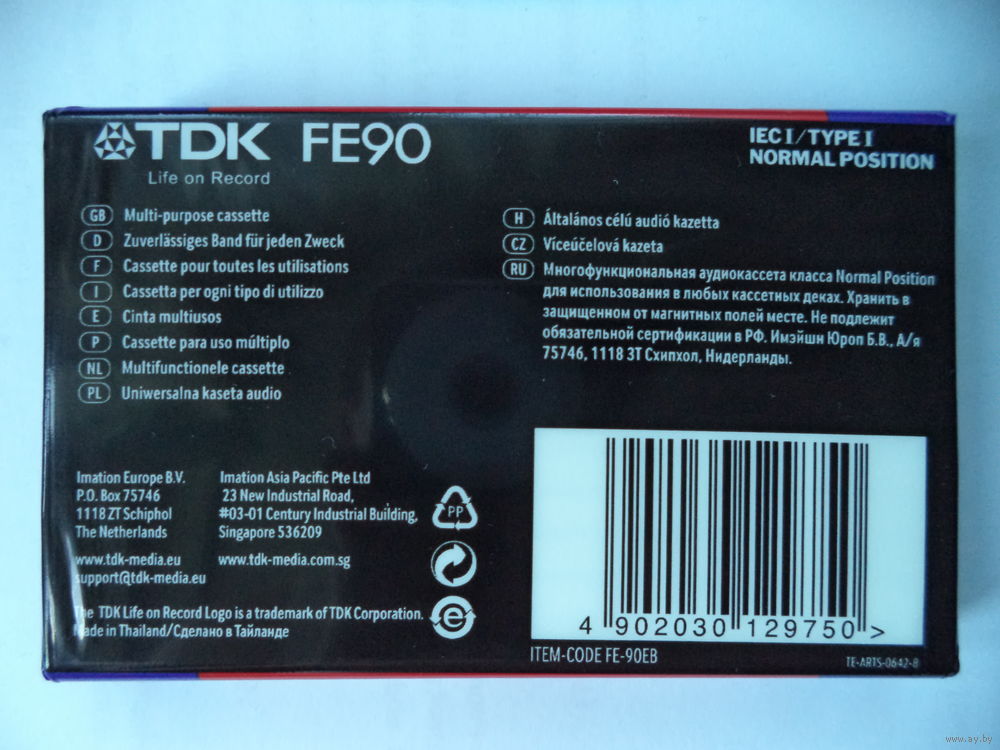 TDK FE90
Life on Record
IEC I/TYPE I
NORMAL POSITION
GB Multi-purpose cassette
D Zuverlässiges Band für jeden Zweck
F Cassette pour toutes les utilisations
I Cassetta per ogni tipo di utilizzo
E Cinta multiusos
P Cassette para uso múltiplo
NL Multifunctionele cassette
PL Uniwersalna kaseta audio
H Általános célú audió kazetta
CZ Víceúčelová kazeta
RU Многофункциональная аудиокассета класса Normal Position
для использования в любых кассетных деках. Хранить в
защищенном от магнитных полей месте. Не подлежит
обязательной сертификации в РФ. Имэйшн Юроп Б.В., А/я
75746, 1118 ЗТ Схипхол, Нидерланды.
Imation Europe B.V.
P.O. Box 75746
1118 ZT Schiphol
The Netherlands
www.tdk-media.eu
support@tdk-media.eu
Imation Asia Pacific Pte Ltd
23 New Industrial Road,
#03-01 Century Industrial Building,
Singapore 536209
www.tdk-media.com.sg
The TDK Life on Record Logo is a trademark of TDK Corporation.
Made in Thailand/Сделано в Тайланде
PP
e
4 902030 129750 >
ITEM-CODE FE-90EB
TE-ARTS-0642-B
www.ay.by